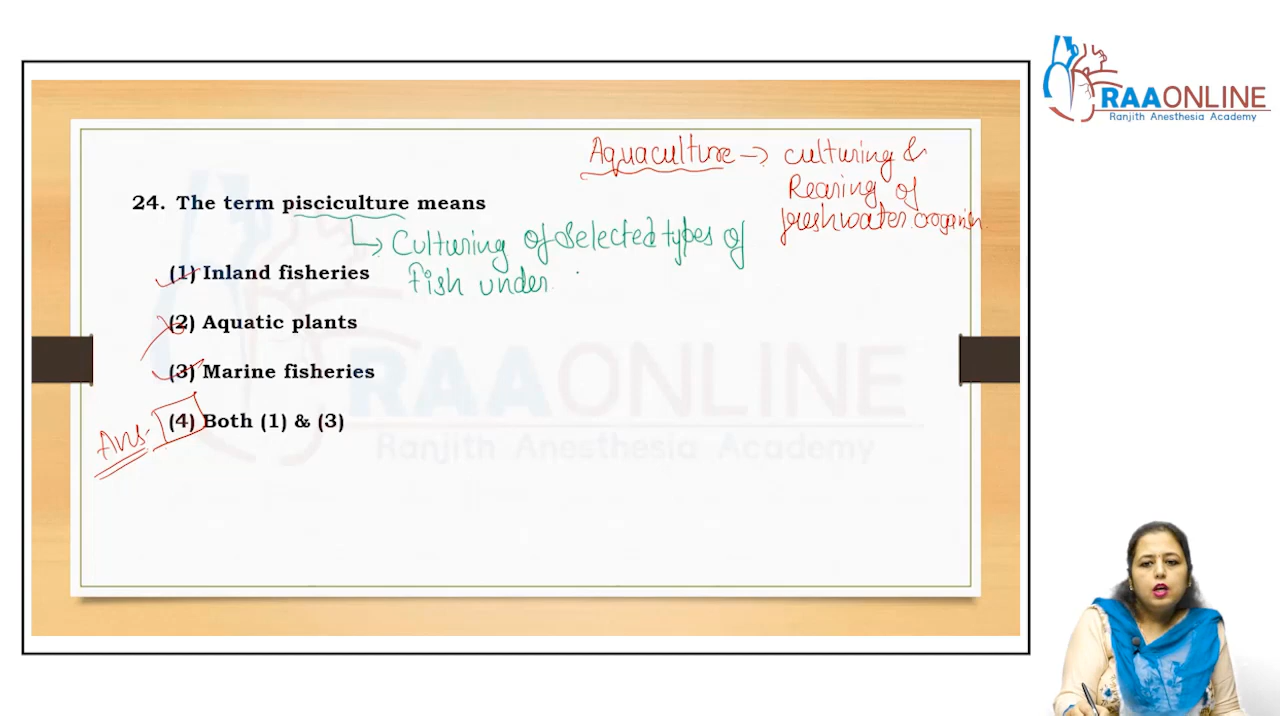 RAAONLINE
Ranjith Anesthesia Academy
Aquaculture → culturing &
Rearing of
freshwater
24. The term pisciculture means
Culturing of selected types of
fish under
(1) Inland fisheries
(2) Aquatic plants
(3) Marine fisheries
Ans. (4) Both (1) & (3)
RAAONLINE
Ranjith Anesthesia Academy